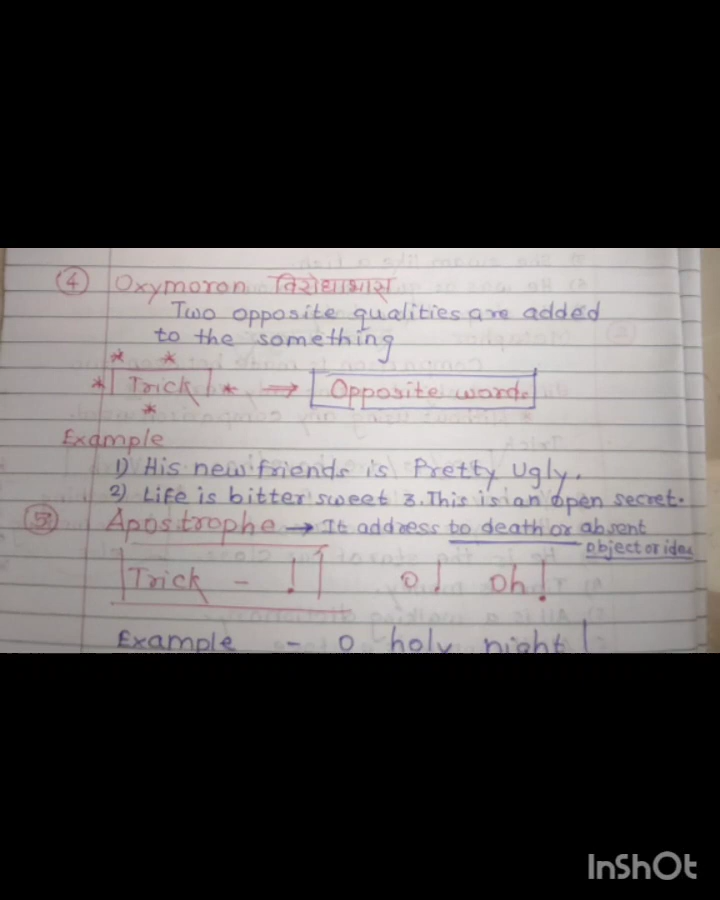 4 Oxymoron विरोधाभास
Two opposite qualities are added
to the something
* *
* Trick * → Opposite word.
*
Example
1) His new friends is Pretty Ugly.
2) Life is bitter sweet 3. This is an open secret.
5 Apostrophe → It address to death or absent
object or idea
Trick - ! o! oh!
Example - O holy night!
InShOt